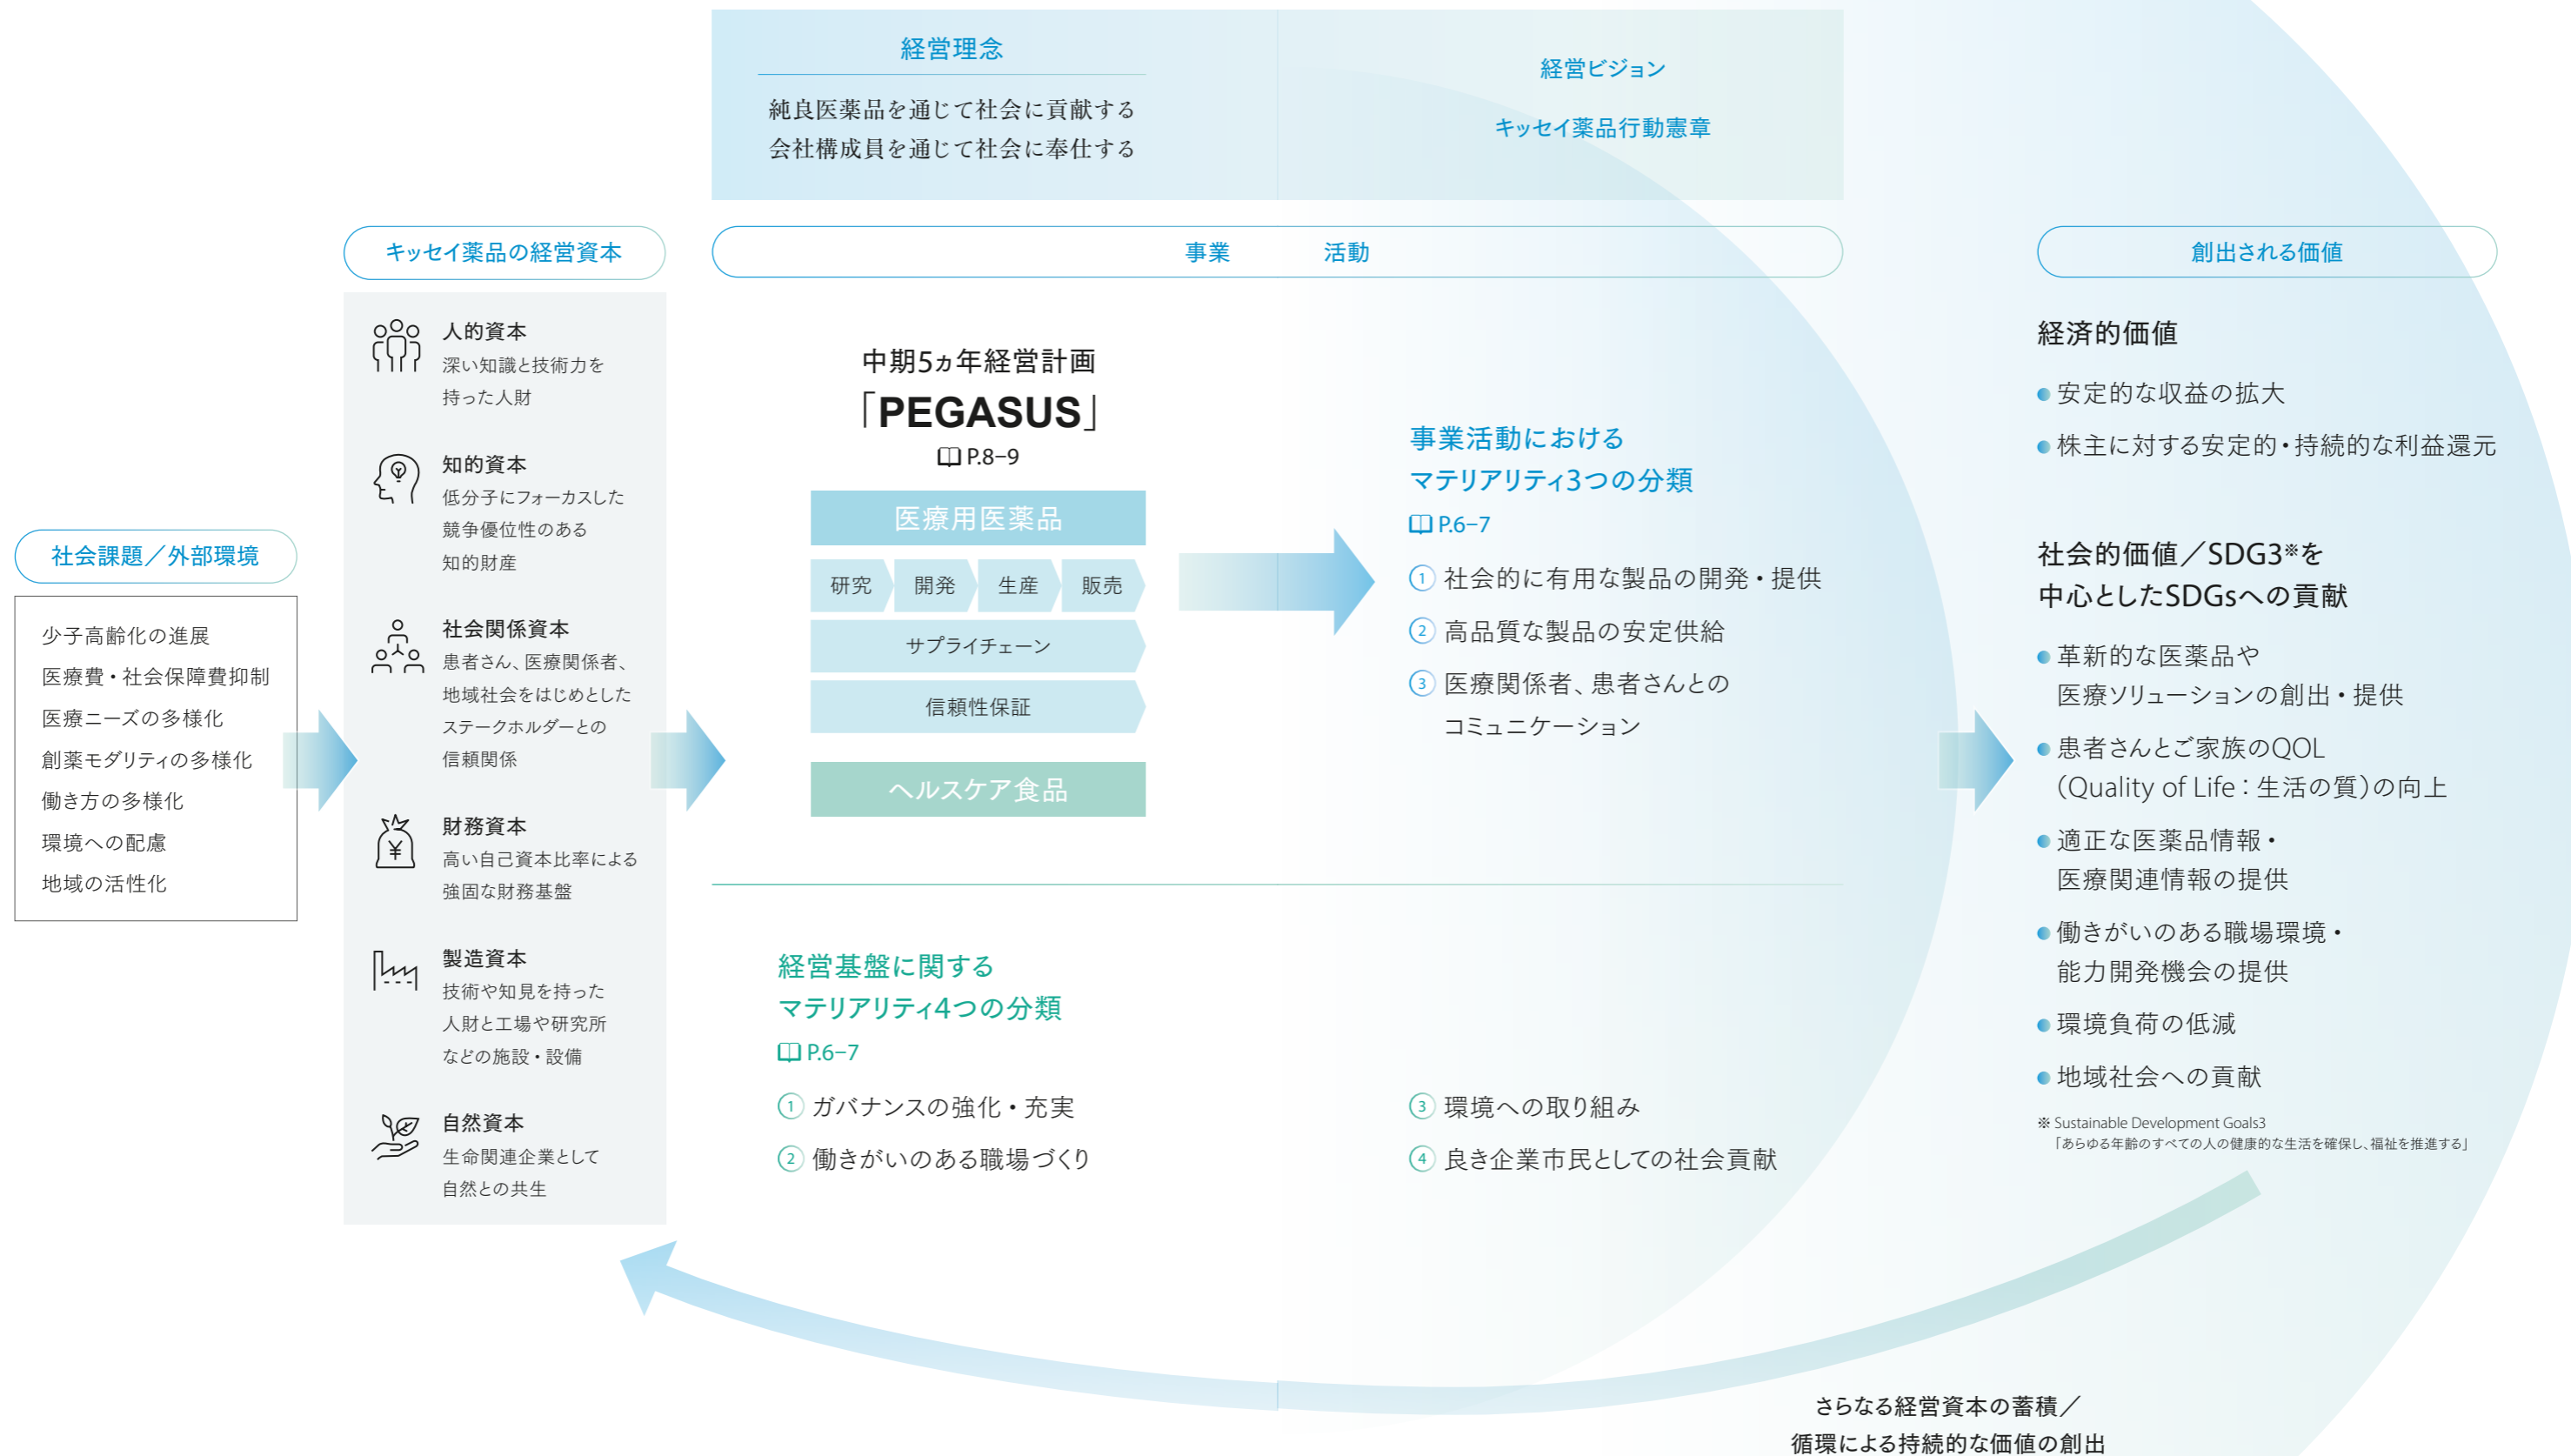 経営理念
純良医薬品を通じて社会に貢献する
会社構成員を通じて社会に奉仕する
経営ビジョン
キッセイ薬品行動憲章
社会課題／外部環境
少子高齢化の進展
医療費・社会保障費抑制
医療ニーズの多様化
創薬モダリティの多様化
働き方の多様化
環境への配慮
地域の活性化
キッセイ薬品の経営資本
人的資本
深い知識と技術力を
持った人財
知的資本
低分子にフォーカスした
競争優位性のある
知的財産
社会関係資本
患者さん、医療関係者、
地域社会をはじめとした
ステークホルダーとの
信頼関係
財務資本
高い自己資本比率による
強固な財務基盤
製造資本
技術や知見を持った
人財と工場や研究所
などの施設・設備
自然資本
生命関連企業として
自然との共生
事業 活動
中期5ヵ年経営計画
「PEGASUS」
P.8–9
医療用医薬品
研究 開発 生産 販売
サプライチェーン
信頼性保証
ヘルスケア食品
事業活動における
マテリアリティ3つの分類
P.6–7
1 社会的に有用な製品の開発・提供
2 高品質な製品の安定供給
3 医療関係者、患者さんとの
コミュニケーション
経営基盤に関する
マテリアリティ4つの分類
P.6–7
1 ガバナンスの強化・充実
2 働きがいのある職場づくり
3 環境への取り組み
4 良き企業市民としての社会貢献
創出される価値
経済的価値
● 安定的な収益の拡大
● 株主に対する安定的・持続的な利益還元
社会的価値／SDG3※を
中心としたSDGsへの貢献
● 革新的な医薬品や
医療ソリューションの創出・提供
● 患者さんとご家族のQOL
（Quality of Life：生活の質）の向上
● 適正な医薬品情報・
医療関連情報の提供
● 働きがいのある職場環境・
能力開発機会の提供
● 環境負荷の低減
● 地域社会への貢献
※ Sustainable Development Goals3
「あらゆる年齢のすべての人の健康的な生活を確保し、福祉を推進する」
さらなる経営資本の蓄積／
循環による持続的な価値の創出